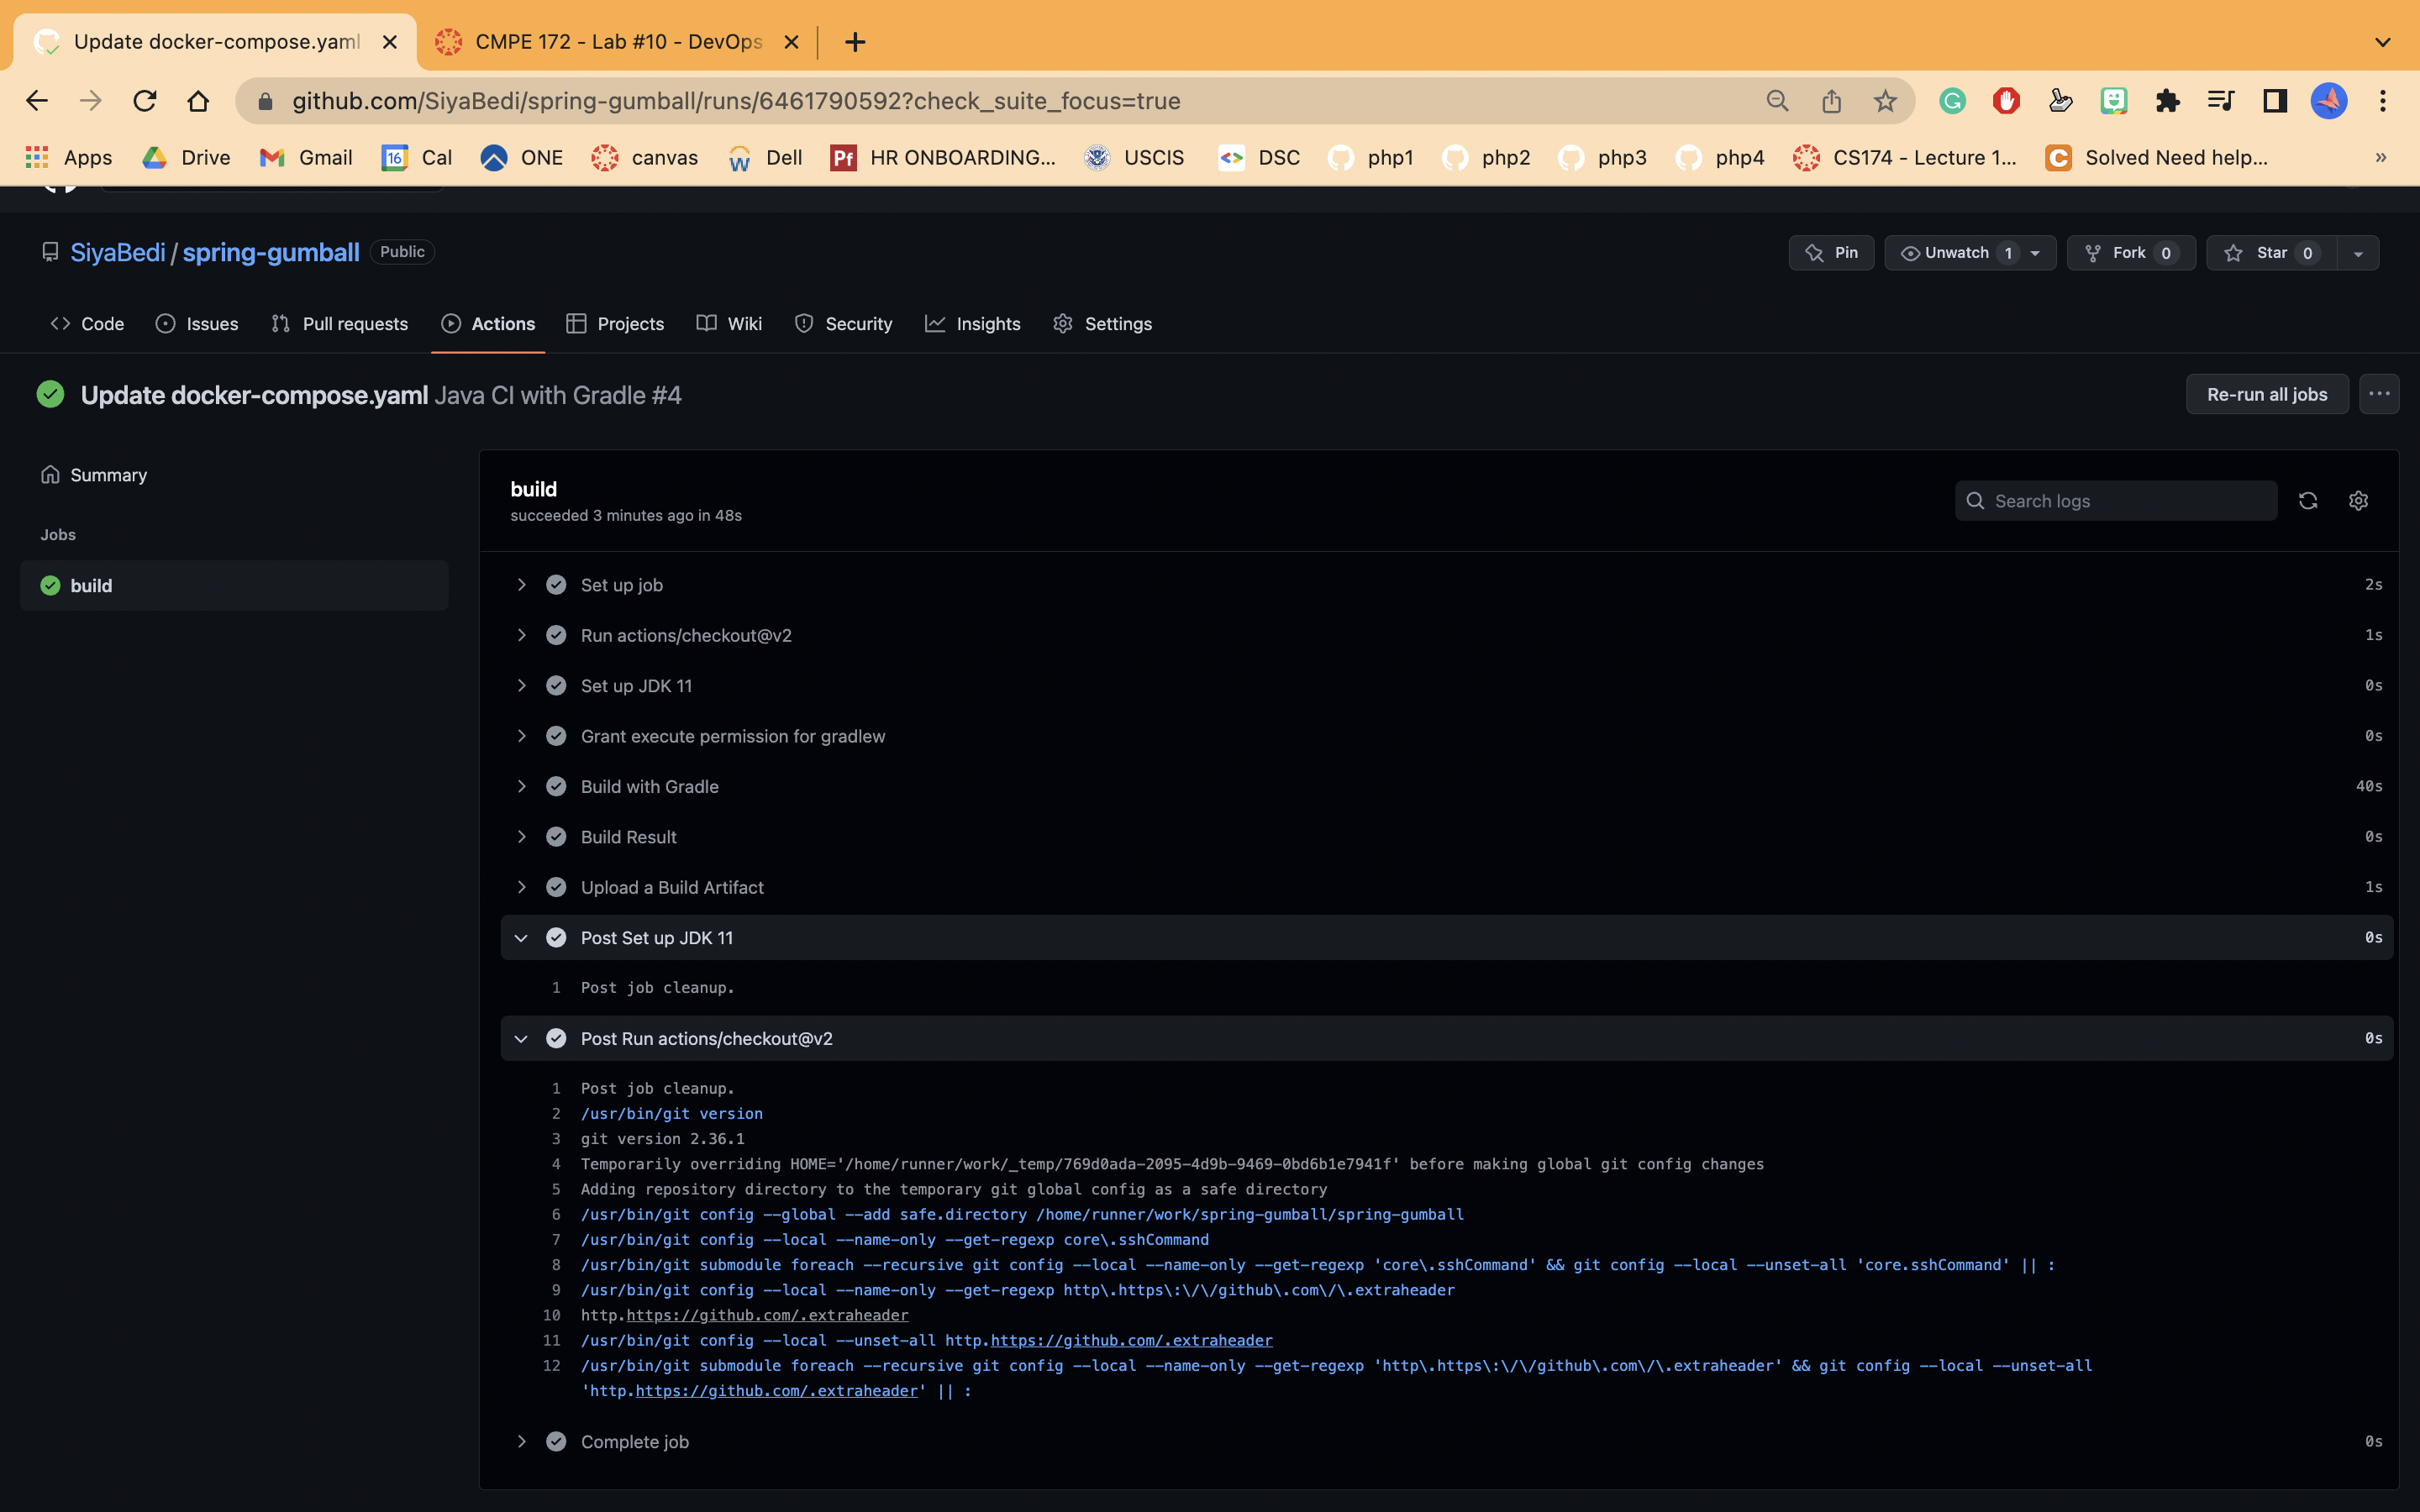 Update docker-compose.yaml
CMPE 172 - Lab #10 - DevOps
github.com/SiyaBedi/spring-gumball/runs/6461790592?check_suite_focus=true
Apps Drive Gmail 16 Cal ONE canvas W Dell Pf HR ONBOARDING... USCIS DSC php1 php2 php3 php4 CS174 - Lecture 1... C Solved Need help... »
SiyaBedi / spring-gumball Public
Pin Unwatch 1 Fork 0 Star 0
Code Issues Pull requests Actions Projects Wiki Security Insights Settings
Update docker-compose.yaml Java CI with Gradle #4
Re-run all jobs
Summary
Jobs
build
build
succeeded 3 minutes ago in 48s
Search logs
Set up job 2s
Run actions/checkout@v2 1s
Set up JDK 11 0s
Grant execute permission for gradlew 0s
Build with Gradle 40s
Build Result 0s
Upload a Build Artifact 1s
Post Set up JDK 11 0s
1 Post job cleanup.
Post Run actions/checkout@v2 0s
1 Post job cleanup.
2 /usr/bin/git version
3 git version 2.36.1
4 Temporarily overriding HOME='/home/runner/work/_temp/769d0ada-2095-4d9b-9469-0bd6b1e7941f' before making global git config changes
5 Adding repository directory to the temporary git global config as a safe directory
6 /usr/bin/git config --global --add safe.directory /home/runner/work/spring-gumball/spring-gumball
7 /usr/bin/git config --local --name-only --get-regexp core\.sshCommand
8 /usr/bin/git submodule foreach --recursive git config --local --name-only --get-regexp 'core\.sshCommand' && git config --local --unset-all 'core.sshCommand' || :
9 /usr/bin/git config --local --name-only --get-regexp http\.https\:\/\/github\.com\/\.extraheader
10 http.https://github.com/.extraheader
11 /usr/bin/git config --local --unset-all http.https://github.com/.extraheader
12 /usr/bin/git submodule foreach --recursive git config --local --name-only --get-regexp 'http\.https\:\/\/github\.com\/\.extraheader' && git config --local --unset-all
'http.https://github.com/.extraheader' || :
Complete job 0s